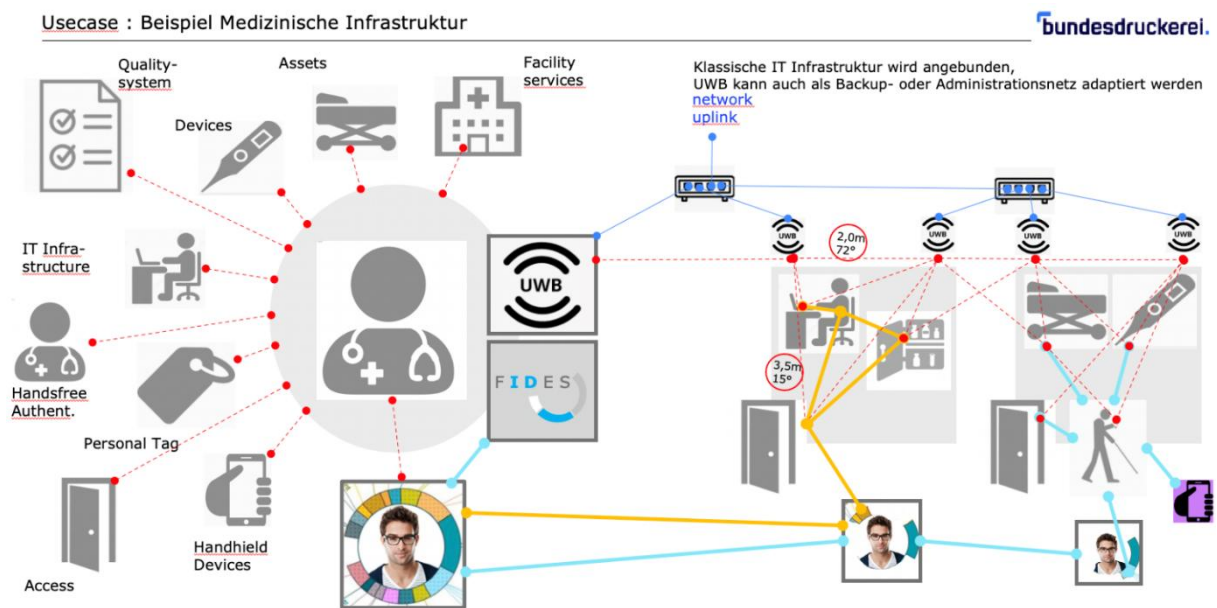 Usecase : Beispiel Medizinische Infrastruktur
bundesdruckerei.
Quality-
system
Assets
Facility
services
Devices
Klassische IT Infrastruktur wird angebunden,
UWB kann auch als Backup- oder Administrationsnetz adaptiert werden
network
uplink
IT Infra-
structure
UWB
UWB
UWB
UWB
UWB
2,0m
72°
3,5m
15°
FIDES
Handsfree
Authent.
Personal Tag
Handhield
Devices
Access